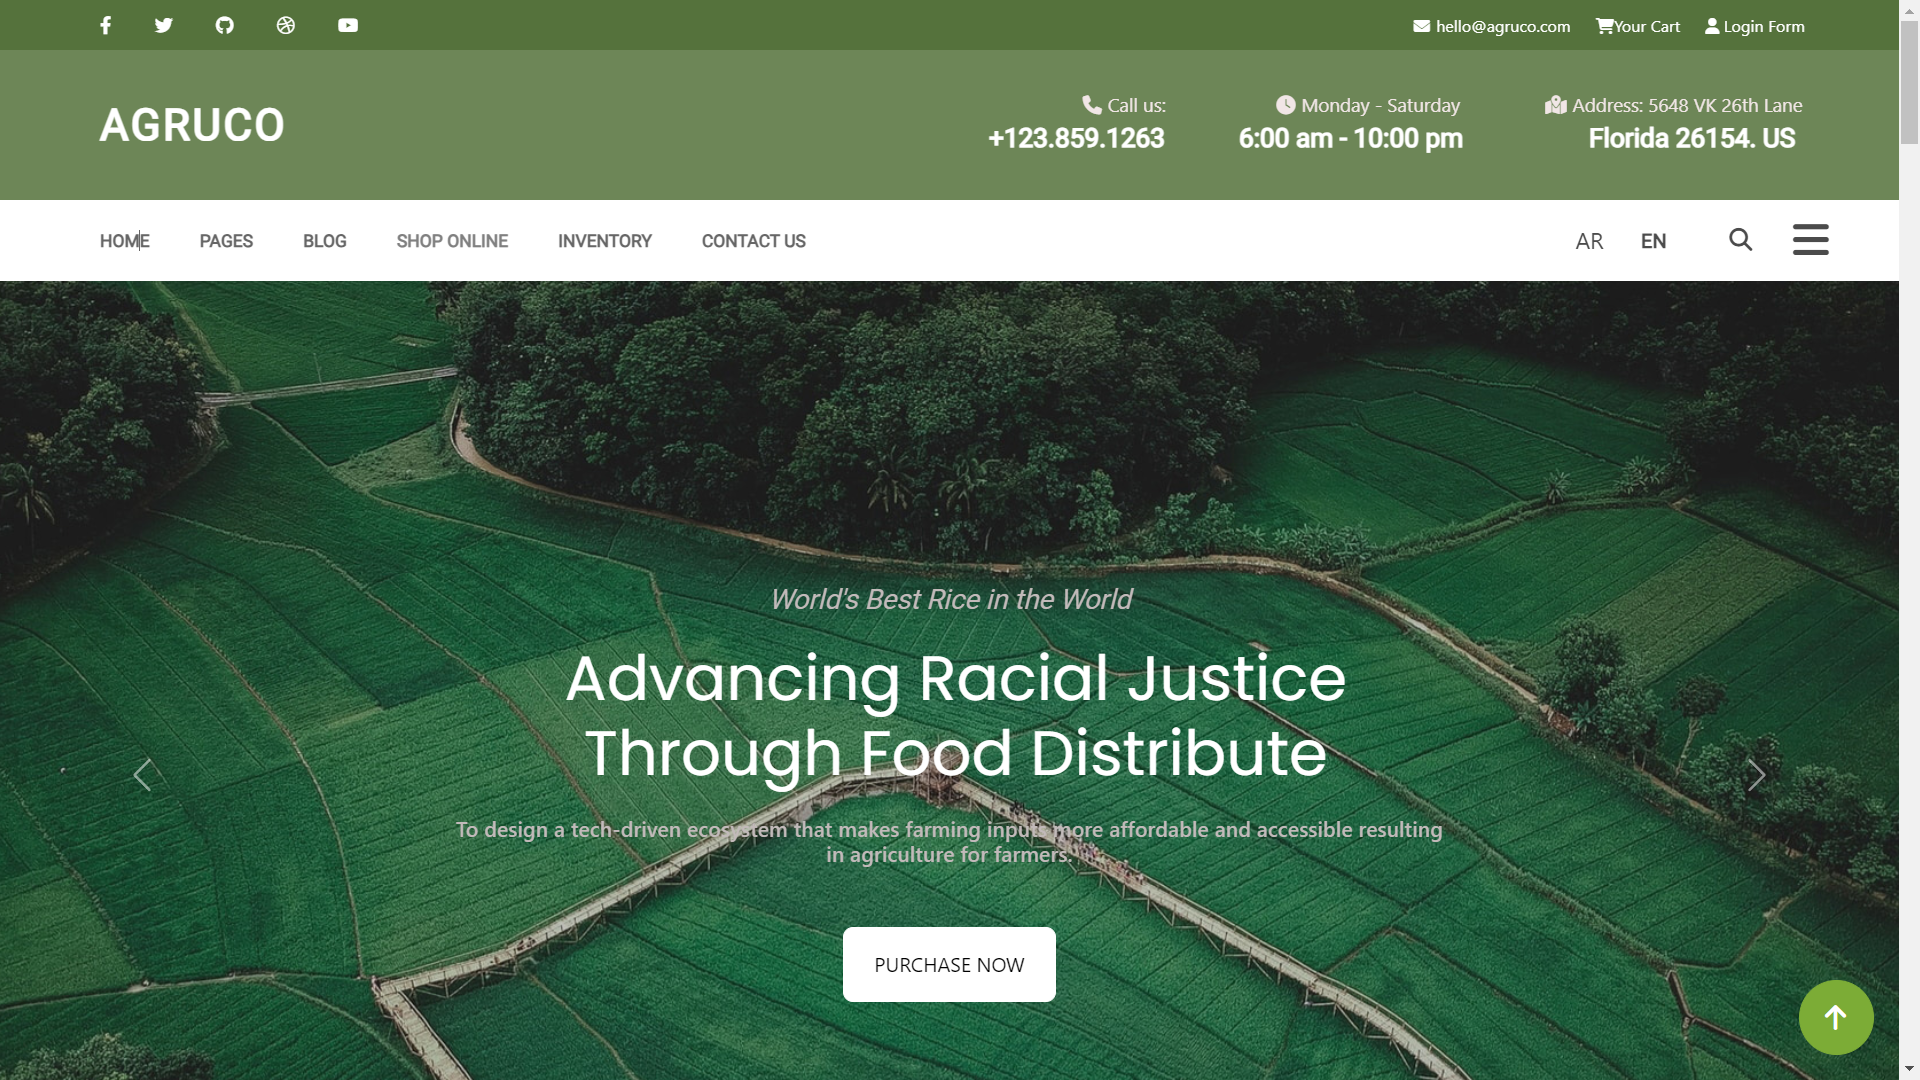 hello@agruco.com Your Cart Login Form
AGRUCO
Call us:
+123.859.1263
Monday - Saturday
6:00 am - 10:00 pm
Address: 5648 VK 26th Lane
Florida 26154. US
HOME PAGES BLOG SHOP ONLINE INVENTORY CONTACT US AR EN
World's Best Rice in the World
Advancing Racial Justice
Through Food Distribute
To design a tech-driven ecosystem that makes farming inputs more affordable and accessible resulting
in agriculture for farmers.
PURCHASE NOW